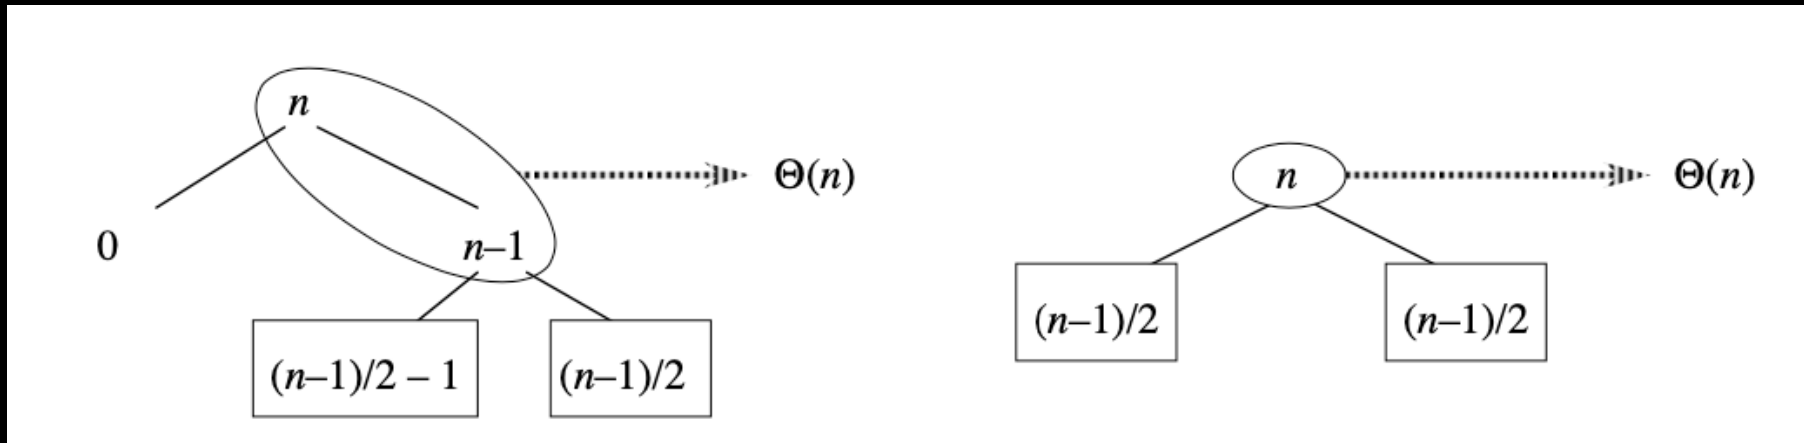 n
Θ(n)
0
n–1
(n–1)/2 – 1
(n–1)/2
n
Θ(n)
(n–1)/2
(n–1)/2